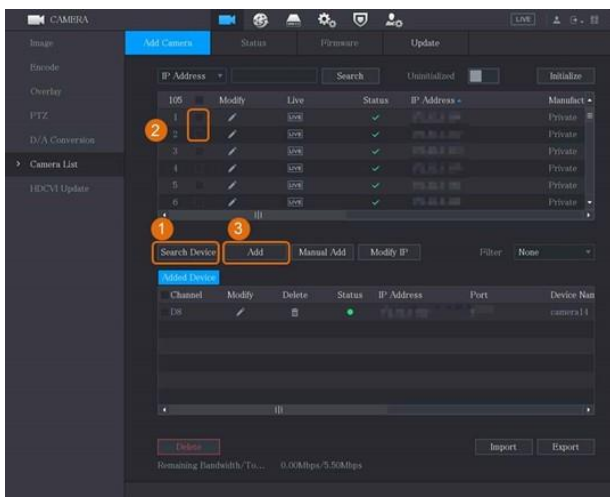 CAMERA LIVE
Image Add Camera Status Firmware Update
Encode
IP Address Search Uninitialized Initialize
Overlay
105 Modify Live Status IP Address Manufact
PTZ
1 LIVE Private
2
D/A Conversion
2 LIVE Private
3 LIVE Private
Camera List
4 LIVE Private
HDCVI Update
5 LIVE Private
6 LIVE Private
1 3
Search Device Add Manual Add Modify IP Filter None
Added Device
Channel Modify Delete Status IP Address Port Device Nam
D8 camera14
Delete Import Export
Remaining Bandwidth/To... 0.00Mbps/5.50Mbps